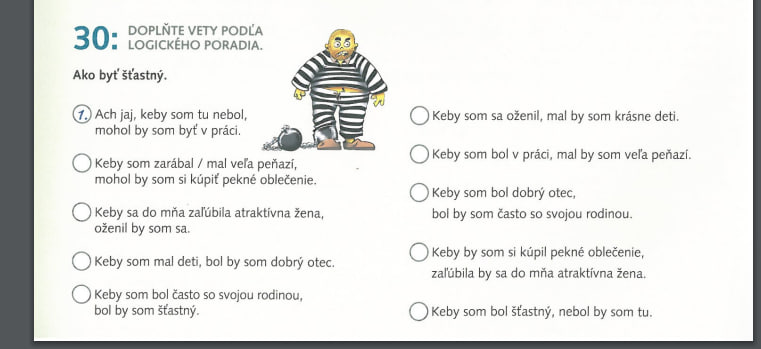 30: DOPLŇTE VETY PODĽA
LOGICKÉHO PORADIA.
Ako byť šťastný.
1. Ach jaj, keby som tu nebol,
mohol by som byť v práci.
Keby som zarábal / mal veľa peňazí,
mohol by som si kúpiť pekné oblečenie.
Keby sa do mňa zaľúbila atraktívna žena,
oženil by som sa.
Keby som mal deti, bol by som dobrý otec.
Keby som bol často so svojou rodinou,
bol by som šťastný.
Keby som sa oženil, mal by som krásne deti.
Keby som bol v práci, mal by som veľa peňazí.
Keby som bol dobrý otec,
bol by som často so svojou rodinou.
Keby by som si kúpil pekné oblečenie,
zaľúbila by sa do mňa atraktívna žena.
Keby som bol šťastný, nebol by som tu.